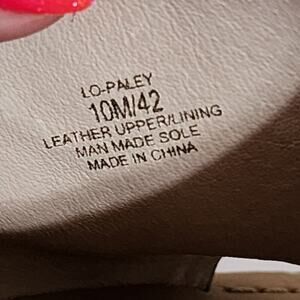 LO-PALEY
10M/42
LEATHER UPPER/LINING
MAN MADE SOLE
MADE IN CHINA